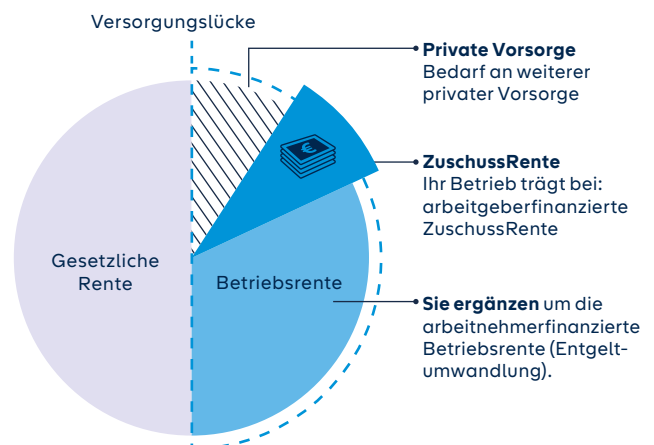 Versorgungslücke
Private Vorsorge
Bedarf an weiterer
privater Vorsorge
€
ZuschussRente
Ihr Betrieb trägt bei:
arbeitgeberfinanzierte
ZuschussRente
Gesetzliche
Rente
Betriebsrente
Sie ergänzen um die
arbeitnehmerfinanzierte
Betriebsrente (Entgelt-
umwandlung).